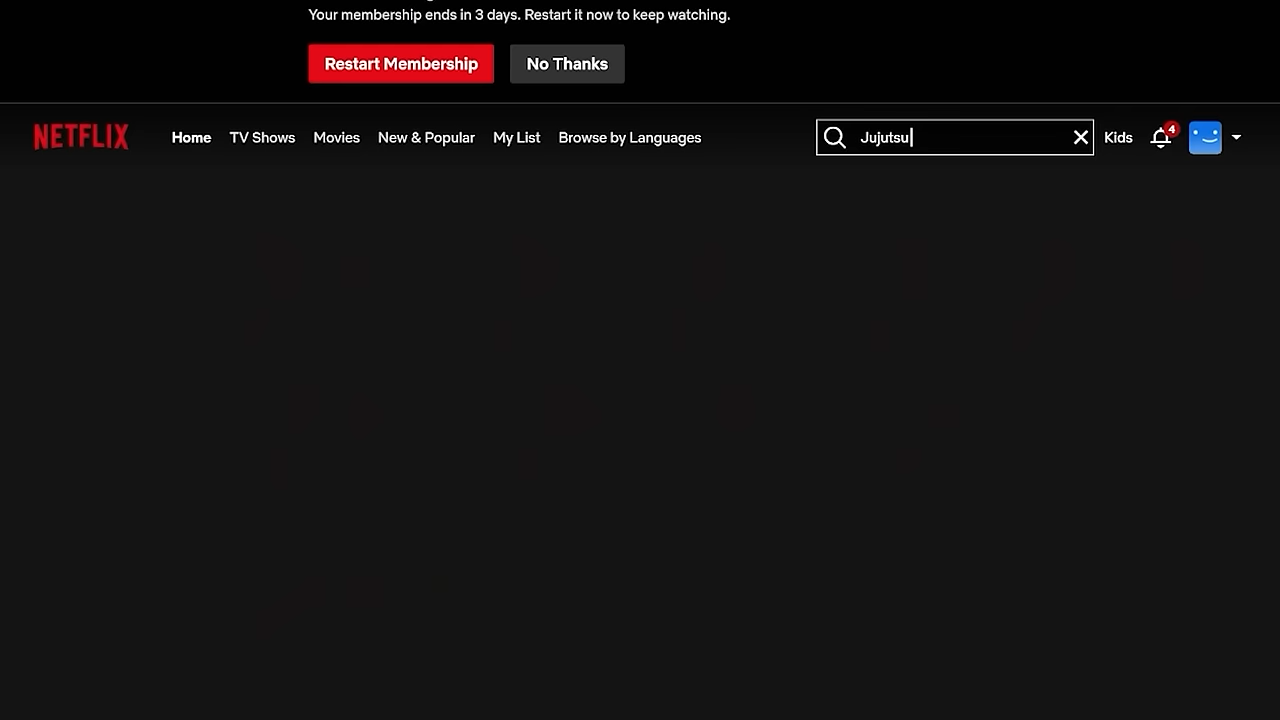 Your membership ends in 3 days. Restart it now to keep watching.
Restart Membership No Thanks
NETFLIX Home TV Shows Movies New & Popular My List Browse by Languages Jujutsu Kids 4